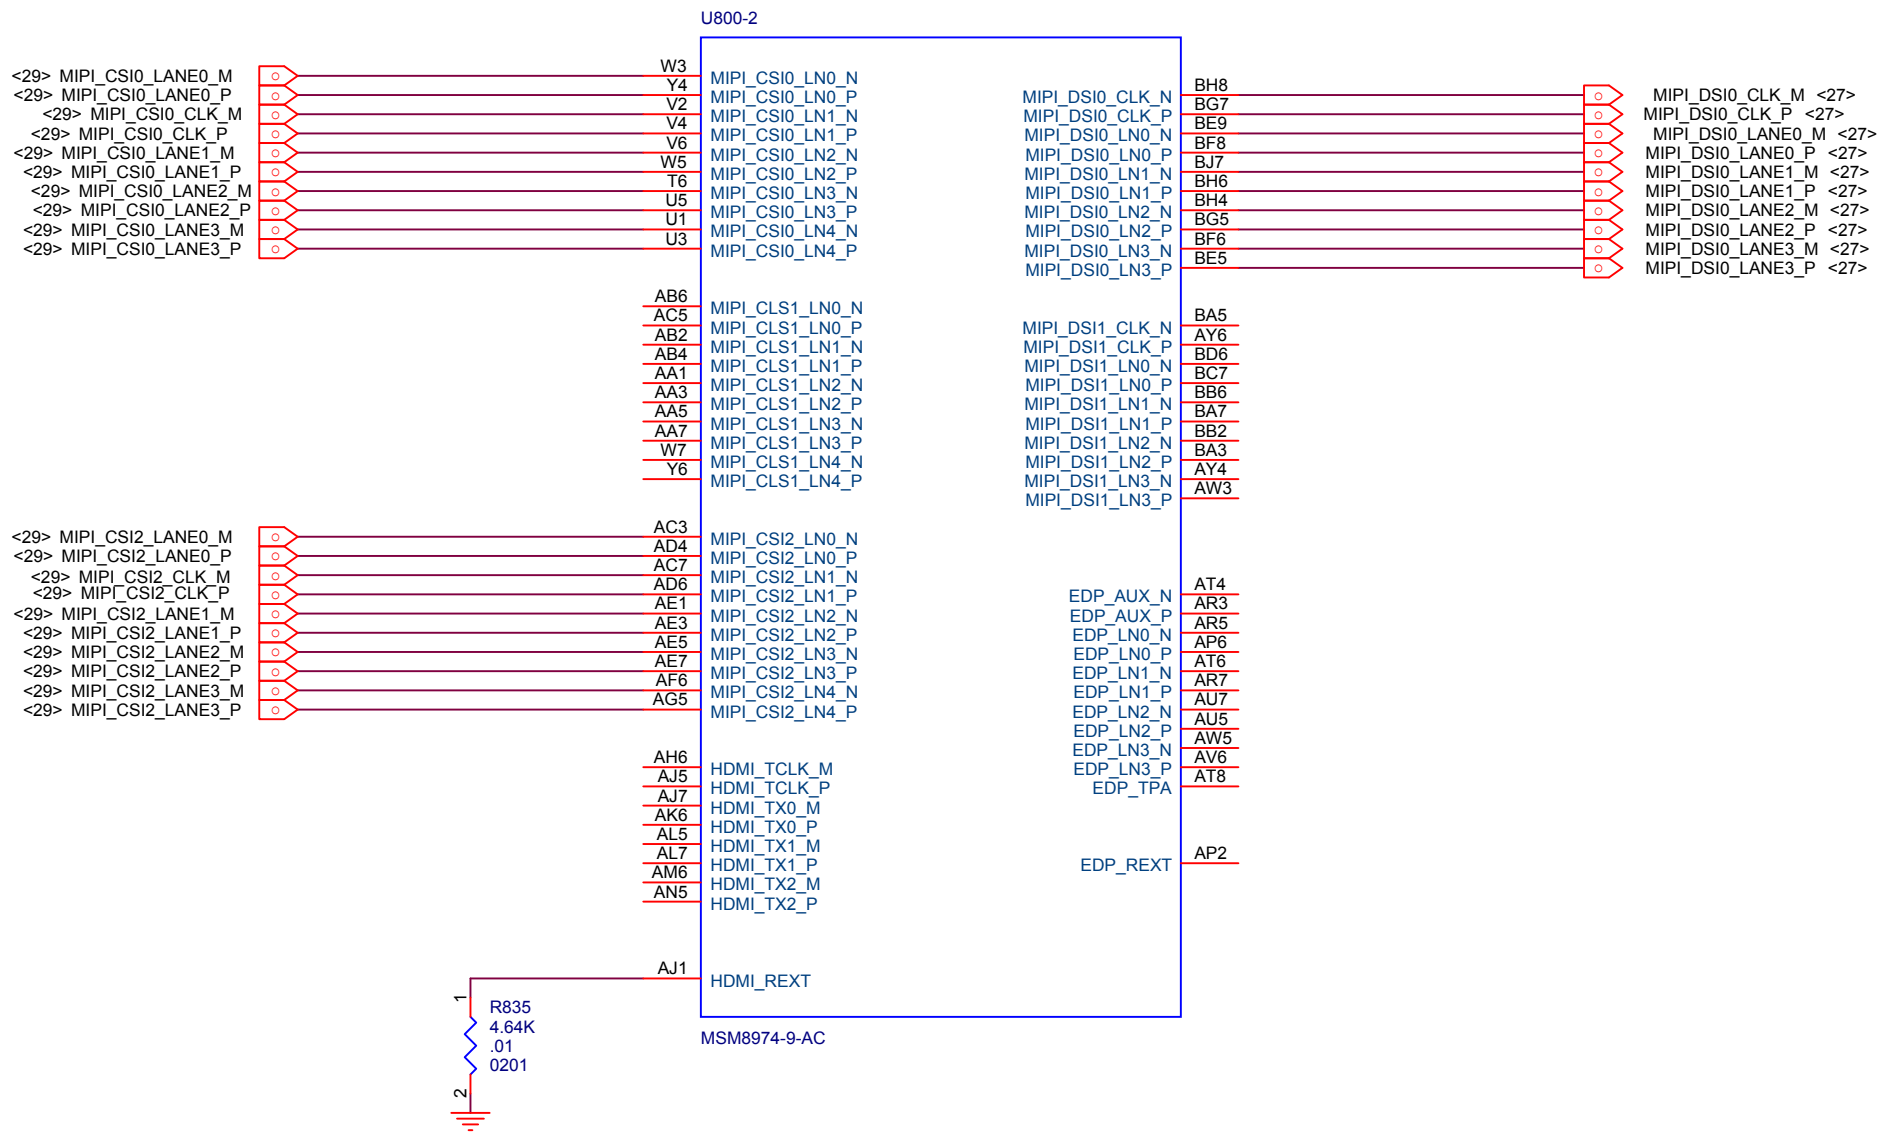 U800-2
<29> MIPI_CSI0_LANE0_M W3 MIPI_CSI0_LN0_N
<29> MIPI_CSI0_LANE0_P Y4 MIPI_CSI0_LN0_P
<29> MIPI_CSI0_CLK_M V2 MIPI_CSI0_LN1_N
<29> MIPI_CSI0_CLK_P V4 MIPI_CSI0_LN1_P
<29> MIPI_CSI0_LANE1_M V6 MIPI_CSI0_LN2_N
<29> MIPI_CSI0_LANE1_P W5 MIPI_CSI0_LN2_P
<29> MIPI_CSI0_LANE2_M T6 MIPI_CSI0_LN3_N
<29> MIPI_CSI0_LANE2_P U5 MIPI_CSI0_LN3_P
<29> MIPI_CSI0_LANE3_M U1 MIPI_CSI0_LN4_N
<29> MIPI_CSI0_LANE3_P U3 MIPI_CSI0_LN4_P
AB6 MIPI_CLS1_LN0_N
AC5 MIPI_CLS1_LN0_P
AB2 MIPI_CLS1_LN1_N
AB4 MIPI_CLS1_LN1_P
AA1 MIPI_CLS1_LN2_N
AA3 MIPI_CLS1_LN2_P
AA5 MIPI_CLS1_LN3_N
AA7 MIPI_CLS1_LN3_P
W7 MIPI_CLS1_LN4_N
Y6 MIPI_CLS1_LN4_P
<29> MIPI_CSI2_LANE0_M AC3 MIPI_CSI2_LN0_N
<29> MIPI_CSI2_LANE0_P AD4 MIPI_CSI2_LN0_P
<29> MIPI_CSI2_CLK_M AC7 MIPI_CSI2_LN1_N
<29> MIPI_CSI2_CLK_P AD6 MIPI_CSI2_LN1_P
<29> MIPI_CSI2_LANE1_M AE1 MIPI_CSI2_LN2_N
<29> MIPI_CSI2_LANE1_P AE3 MIPI_CSI2_LN2_P
<29> MIPI_CSI2_LANE2_M AE5 MIPI_CSI2_LN3_N
<29> MIPI_CSI2_LANE2_P AE7 MIPI_CSI2_LN3_P
<29> MIPI_CSI2_LANE3_M AF6 MIPI_CSI2_LN4_N
<29> MIPI_CSI2_LANE3_P AG5 MIPI_CSI2_LN4_P
AH6 HDMI_TCLK_M
AJ5 HDMI_TCLK_P
AJ7 HDMI_TX0_M
AK6 HDMI_TX0_P
AL5 HDMI_TX1_M
AL7 HDMI_TX1_P
AM6 HDMI_TX2_M
AN5 HDMI_TX2_P
AJ1 HDMI_REXT
1
R835
4.64K
.01
0201
2
MIPI_DSI0_CLK_N BH8 MIPI_DSI0_CLK_M <27>
MIPI_DSI0_CLK_P BG7 MIPI_DSI0_CLK_P <27>
MIPI_DSI0_LN0_N BE9 MIPI_DSI0_LANE0_M <27>
MIPI_DSI0_LN0_P BF8 MIPI_DSI0_LANE0_P <27>
MIPI_DSI0_LN1_N BJ7 MIPI_DSI0_LANE1_M <27>
MIPI_DSI0_LN1_P BH6 MIPI_DSI0_LANE1_P <27>
MIPI_DSI0_LN2_N BH4 MIPI_DSI0_LANE2_M <27>
MIPI_DSI0_LN2_P BG5 MIPI_DSI0_LANE2_P <27>
MIPI_DSI0_LN3_N BF6 MIPI_DSI0_LANE3_M <27>
MIPI_DSI0_LN3_P BE5 MIPI_DSI0_LANE3_P <27>
MIPI_DSI1_CLK_N BA5
MIPI_DSI1_CLK_P AY6
MIPI_DSI1_LN0_N BD6
MIPI_DSI1_LN0_P BC7
MIPI_DSI1_LN1_N BB6
MIPI_DSI1_LN1_P BA7
MIPI_DSI1_LN2_N BB2
MIPI_DSI1_LN2_P BA3
MIPI_DSI1_LN3_N AY4
MIPI_DSI1_LN3_P AW3
EDP_AUX_N AT4
EDP_AUX_P AR3
EDP_LN0_N AR5
EDP_LN0_P AP6
EDP_LN1_N AT6
EDP_LN1_P AR7
EDP_LN2_N AU7
EDP_LN2_P AU5
EDP_LN3_N AW5
EDP_LN3_P AV6
EDP_TPA AT8
EDP_REXT AP2
MSM8974-9-AC